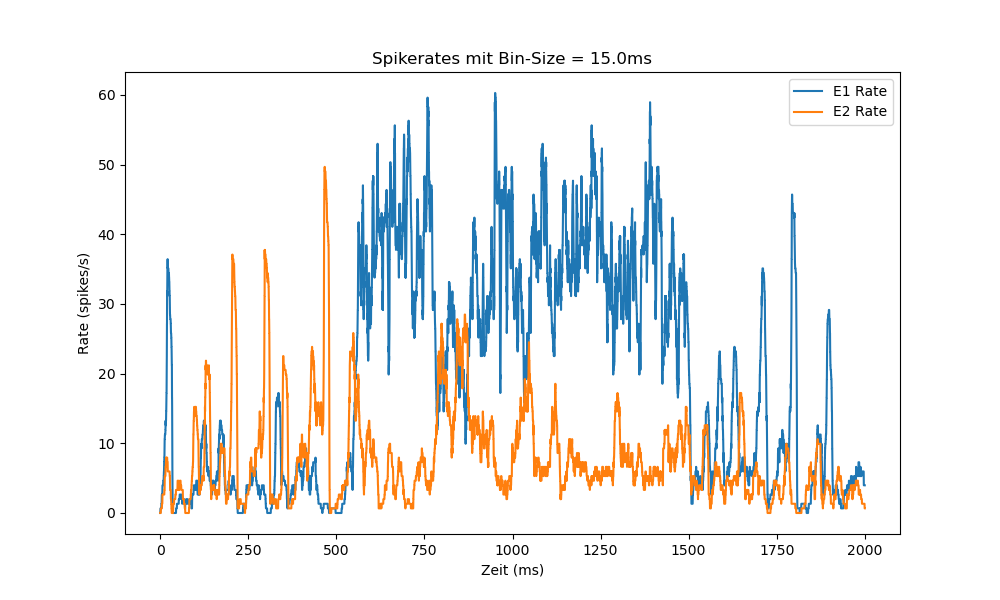 Spikerates mit Bin-Size = 15.0ms
E1 Rate
E2 Rate
60
50
40
30
20
10
0
Rate (spikes/s)
0 250 500 750 1000 1250 1500 1750 2000
Zeit (ms)